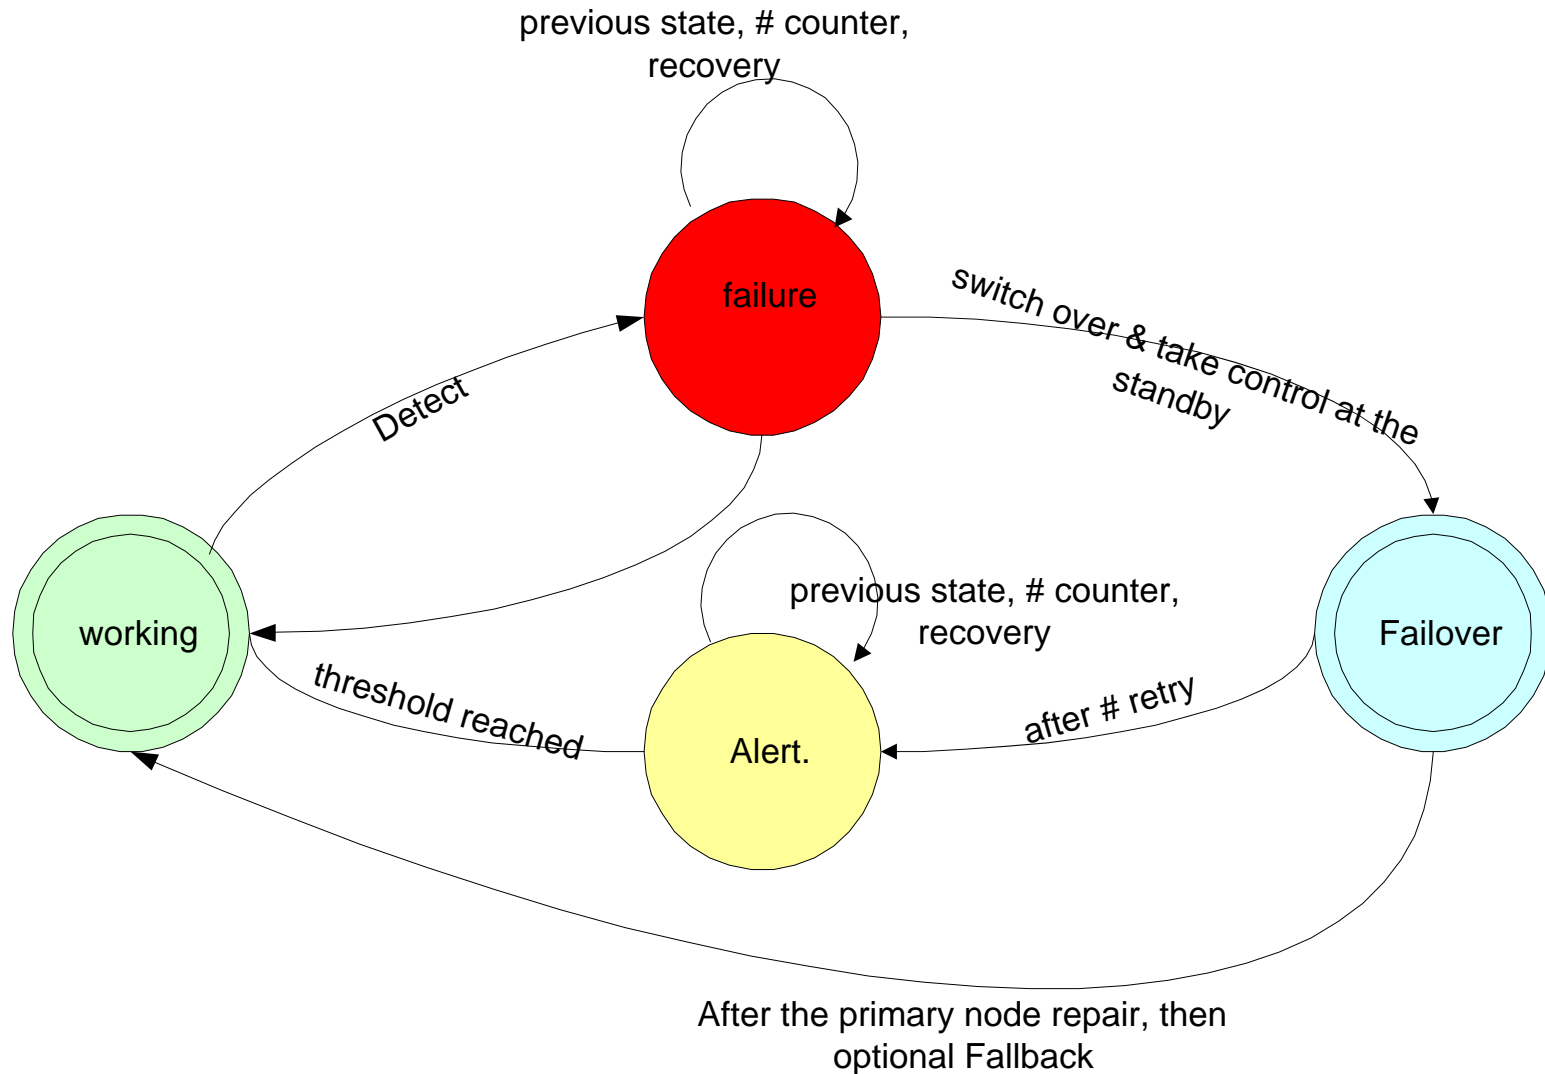 previous state, # counter,
recovery
failure
switch over & take control at the
standby
Detect
previous state, # counter,
recovery
working
Failover
threshold reached
after # retry
Alert.
After the primary node repair, then
optional Fallback